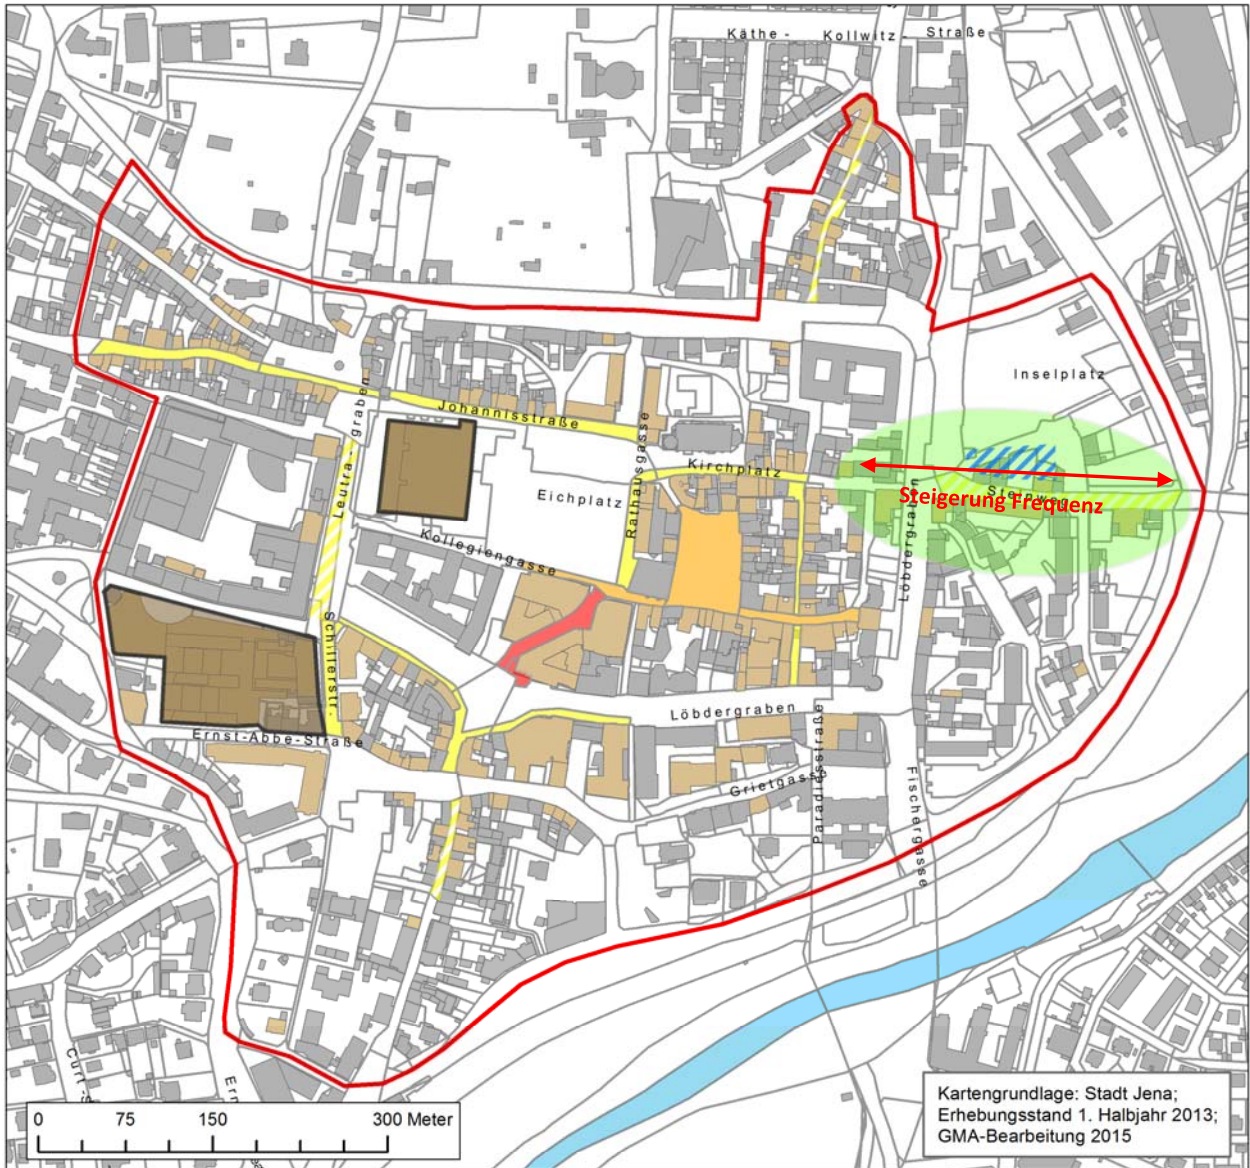 Käthe - Kollwitz - Straße
Inselplatz
Johannisstraße
Leutra - graben
Rathausgasse
Kirchplatz
Eichplatz
Steinweg
Steigerung Frequenz
Kollegiengasse
Löbdergraben
Schillerstr.
Löbdergraben
Ernst-Abbe-Straße
Grietgasse
Paradiesstraße
Fischergasse
0 75 150 300 Meter
Kartengrundlage: Stadt Jena;
Erhebungsstand 1. Halbjahr 2013;
GMA-Bearbeitung 2015